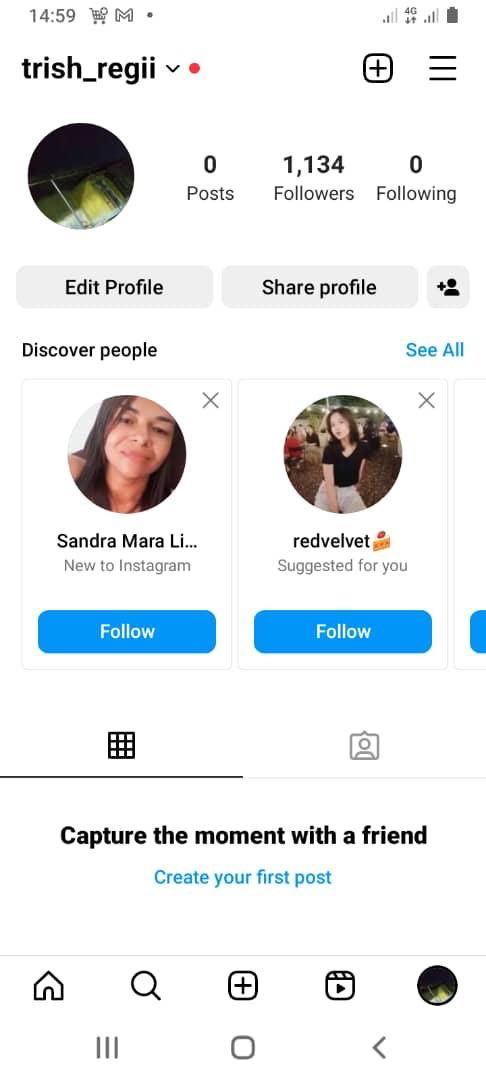 14:59
4G
trish_regii
0 1,134 0
Posts Followers Following
Edit Profile Share profile
Discover people See All
Sandra Mara Li... redvelvet🍰
New to Instagram Suggested for you
Follow Follow
Capture the moment with a friend
Create your first post